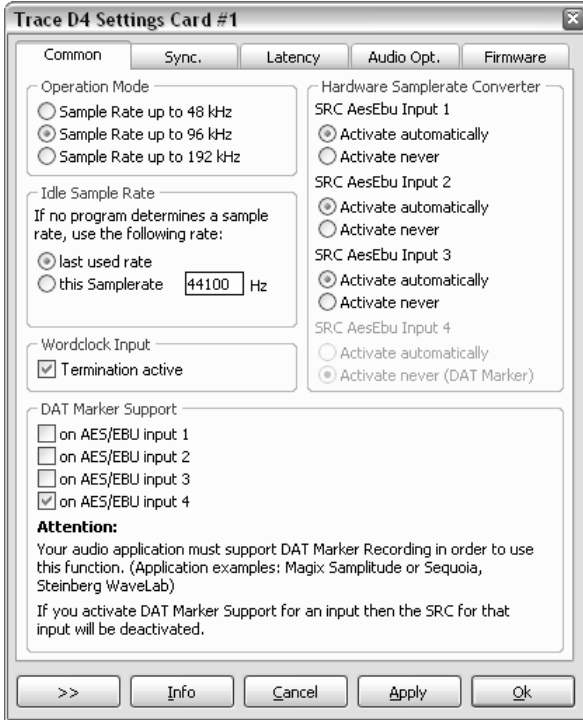 Trace D4 Settings Card #1
Common
Sync.
Latency
Audio Opt.
Firmware
Operation Mode
Sample Rate up to 48 kHz
Sample Rate up to 96 kHz
Sample Rate up to 192 kHz
Idle Sample Rate
If no program determines a sample
rate, use the following rate:
last used rate
this Samplerate 44100 Hz
Wordclock Input
Termination active
Hardware Samplerate Converter
SRC AesEbu Input 1
Activate automatically
Activate never
SRC AesEbu Input 2
Activate automatically
Activate never
SRC AesEbu Input 3
Activate automatically
Activate never
SRC AesEbu Input 4
Activate automatically
Activate never (DAT Marker)
DAT Marker Support
on AES/EBU input 1
on AES/EBU input 2
on AES/EBU input 3
on AES/EBU input 4
Attention:
Your audio application must support DAT Marker Recording in order to use
this function. (Application examples: Magix Samplitude or Sequoia,
Steinberg WaveLab)
If you activate DAT Marker Support for an input then the SRC for that
input will be deactivated.
>>
Info
Cancel
Apply
Ok